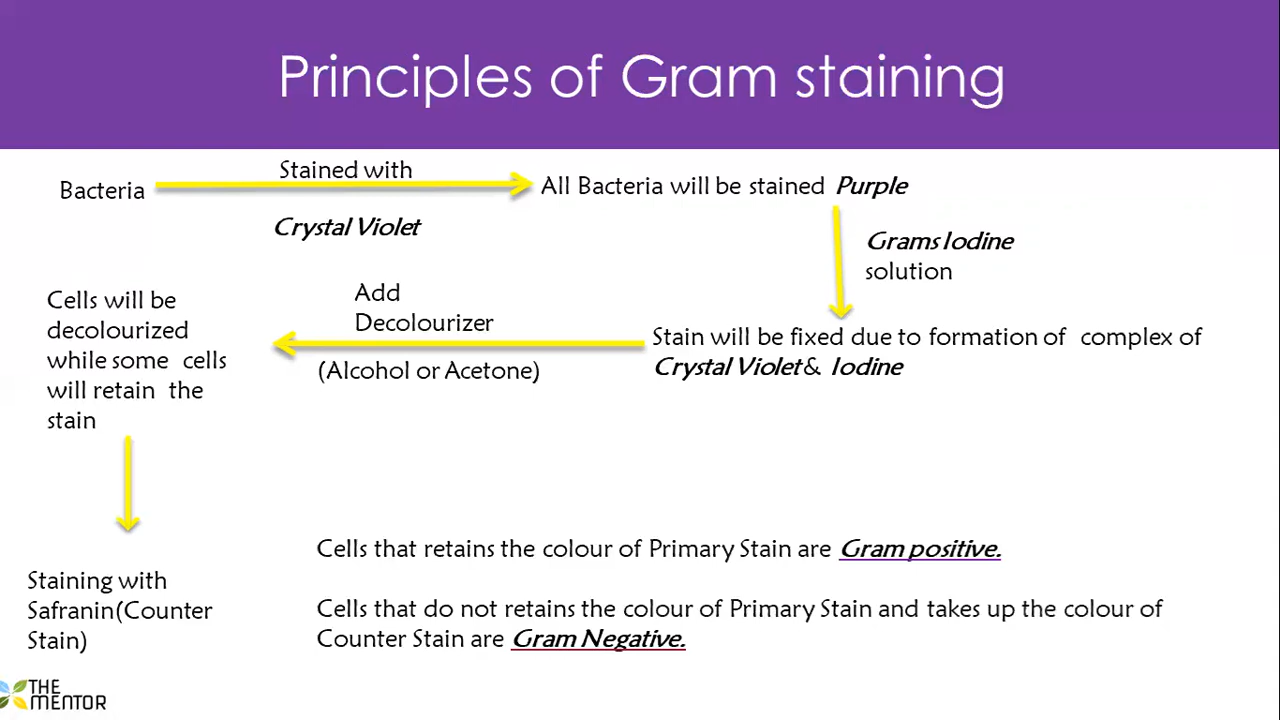 Principles of Gram staining
Bacteria
Stained with
Crystal Violet
All Bacteria will be stained Purple
Grams Iodine
solution
Stain will be fixed due to formation of complex of
Crystal Violet & Iodine
Add
Decolourizer
(Alcohol or Acetone)
Cells will be
decolourized
while some cells
will retain the
stain
Staining with
Safranin(Counter
Stain)
Cells that retains the colour of Primary Stain are Gram positive.
Cells that do not retains the colour of Primary Stain and takes up the colour of
Counter Stain are Gram Negative.
THE
MENTOR